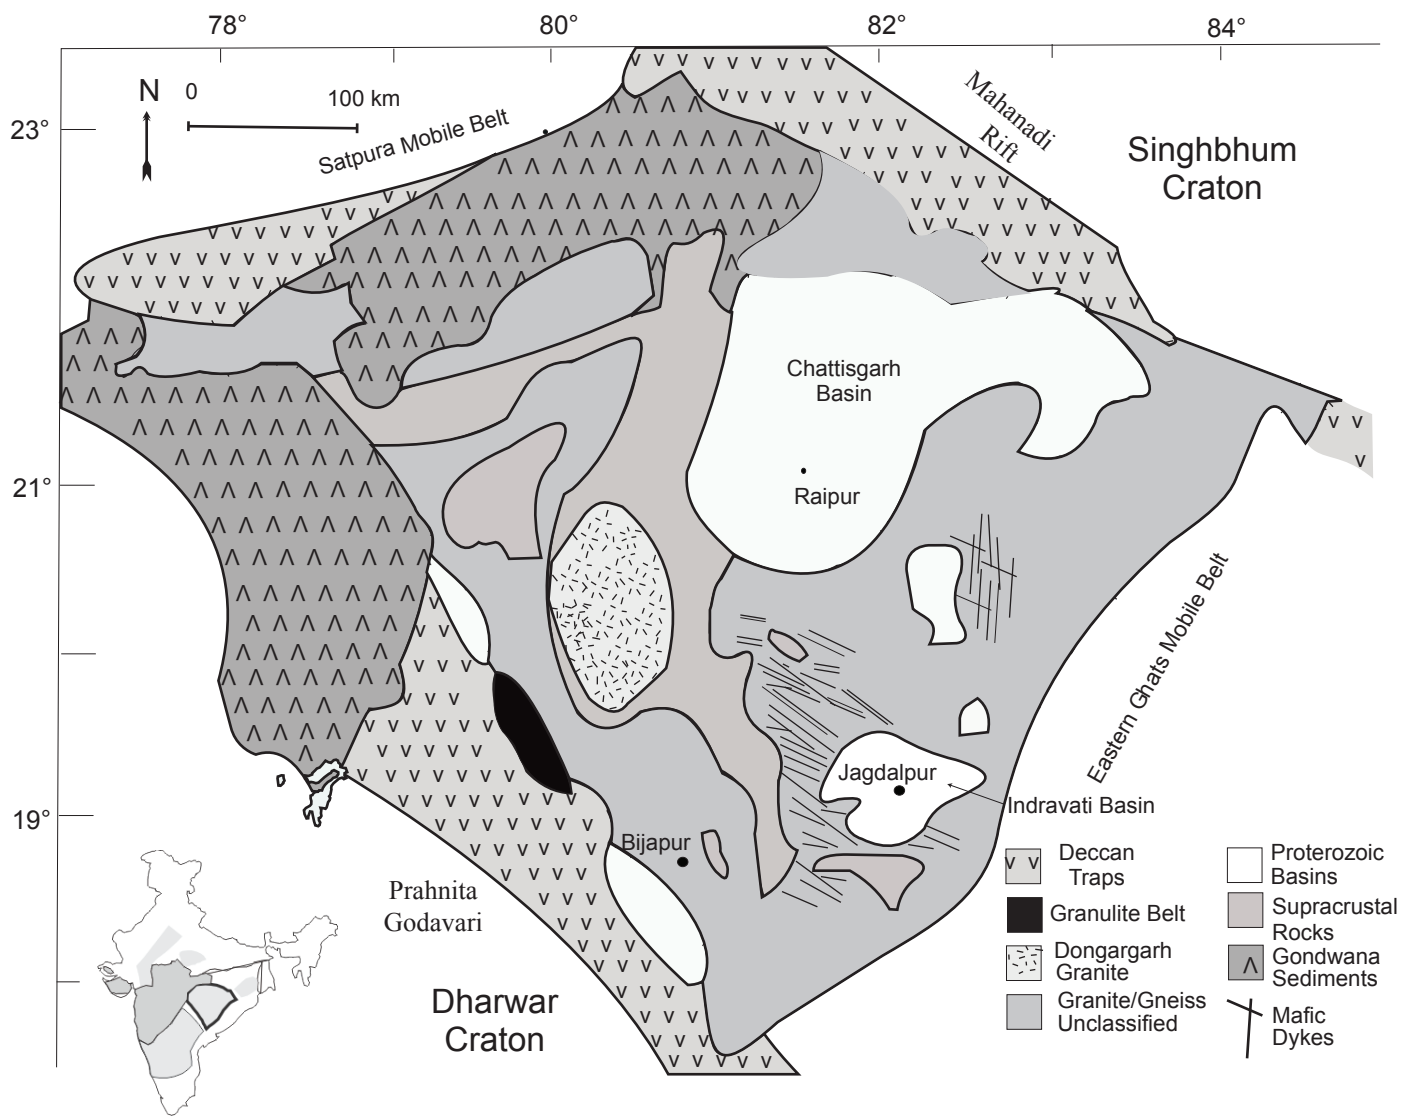 78°
80°
82°
84°
N
0
100 km
23°
21°
19°
Satpura Mobile Belt
Mahanadi
Rift
Singhbhum
Craton
Chattisgarh
Basin
Raipur
Eastern Ghats Mobile Belt
Jagdalpur
Indravati Basin
Bijapur
Prahnita
Godavari
Dharwar
Craton
Deccan
Traps
Granulite Belt
Dongargarh
Granite
Granite/Gneiss
Unclassified
Proterozoic
Basins
Supracrustal
Rocks
Gondwana
Sediments
Mafic
Dykes